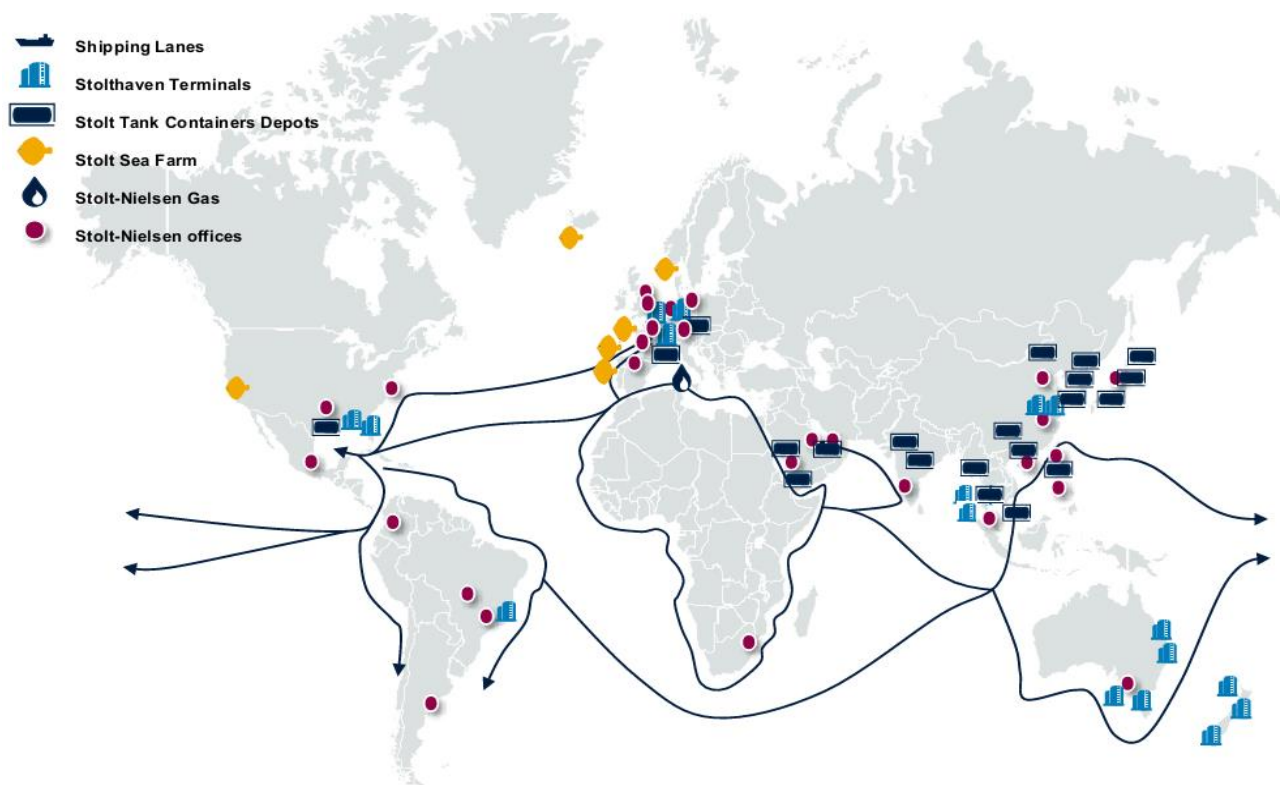 Shipping Lanes
Stolthaven Terminals
Stolt Tank Containers Depots
Stolt Sea Farm
Stolt-Nielsen Gas
Stolt-Nielsen offices